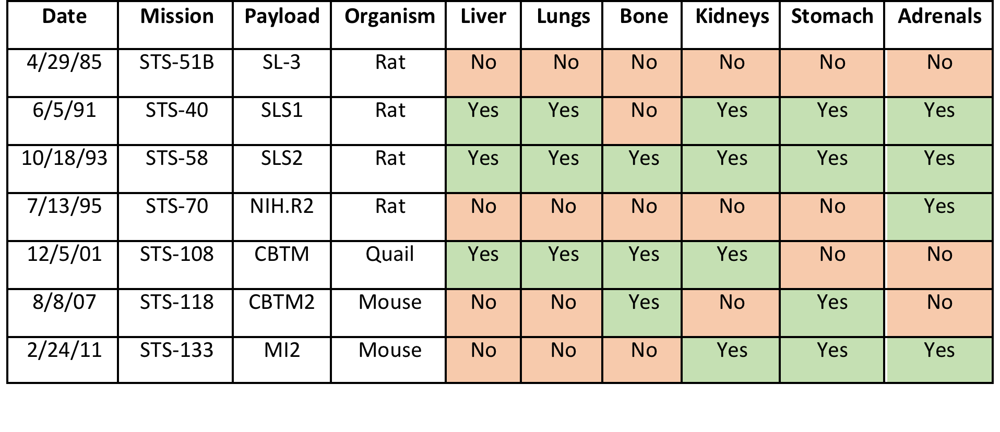 Date Mission Payload Organism Liver Lungs Bone Kidneys Stomach Adrenals
4/29/85 STS-51B SL-3 Rat No No No No No No
6/5/91 STS-40 SLS1 Rat Yes Yes No Yes Yes Yes
10/18/93 STS-58 SLS2 Rat Yes Yes Yes Yes Yes Yes
7/13/95 STS-70 NIH.R2 Rat No No No No No Yes
12/5/01 STS-108 CBTM Quail Yes Yes Yes Yes No No
8/8/07 STS-118 CBTM2 Mouse No No Yes No Yes No
2/24/11 STS-133 MI2 Mouse No No No Yes Yes Yes